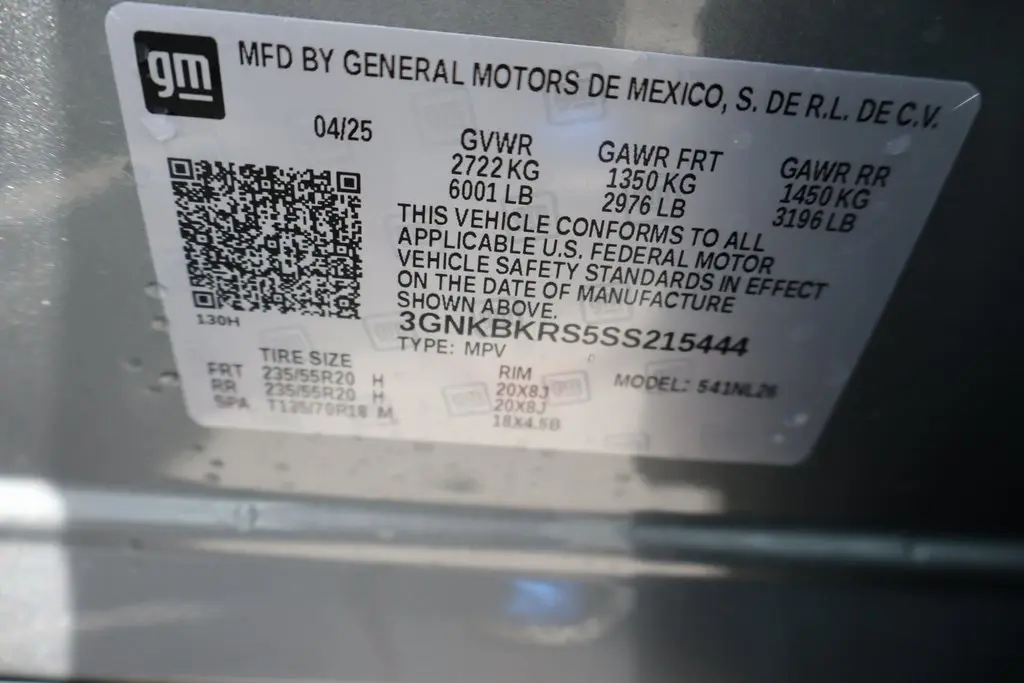 gm MFD BY GENERAL MOTORS DE MEXICO, S. DE R.L. DE C.V.
04/25
GVWR GAWR FRT GAWR RR
2722 KG 1350 KG 1450 KG
6001 LB 2976 LB 3196 LB
THIS VEHICLE CONFORMS TO ALL
APPLICABLE U.S. FEDERAL MOTOR
VEHICLE SAFETY STANDARDS IN EFFECT
ON THE DATE OF MANUFACTURE
SHOWN ABOVE.
130H
3GNKBKRS5SS215444
TYPE: MPV
TIRE SIZE RIM MODEL: 541NL26
FRT 235/55R20 H 20X8J
RR 235/55R20 H 20X8J
SPA T135/70R18 M 18X4.5B